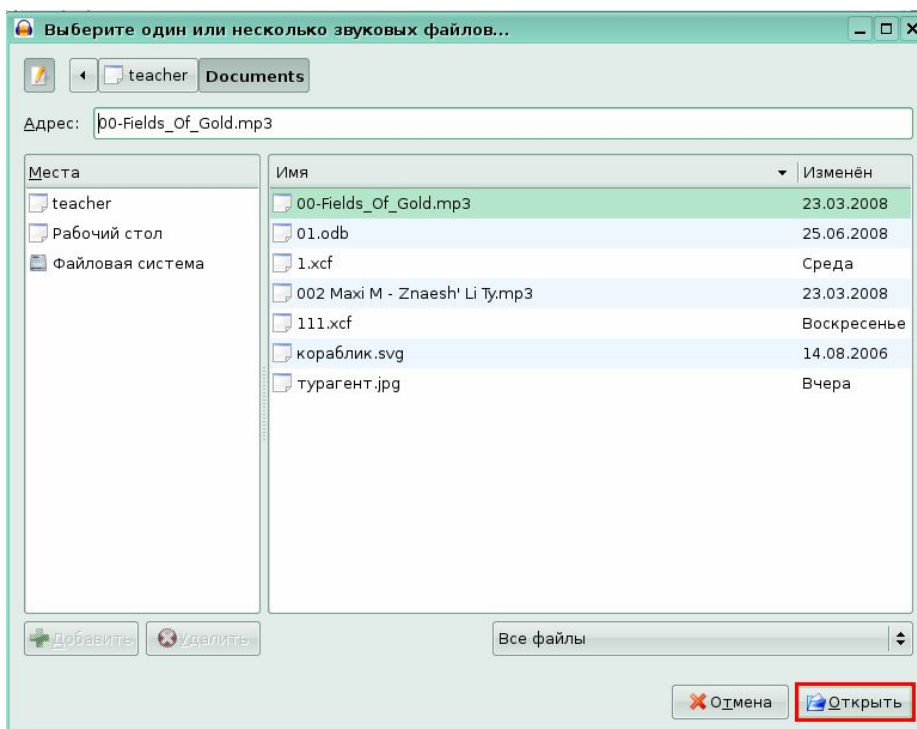 Выберите один или несколько звуковых файлов...
teacher Documents
Адрес: 00-Fields_Of_Gold.mp3
Места Имя Изменён
teacher 00-Fields_Of_Gold.mp3 23.03.2008
Рабочий стол 01.odb 25.06.2008
Файловая система 1.xcf Среда
002 Maxi M - Znaesh' Li Ty.mp3 23.03.2008
111.xcf Воскресенье
кораблик.svg 14.08.2006
турагент.jpg Вчера
Добавить Удалить Все файлы
Отмена Открыть